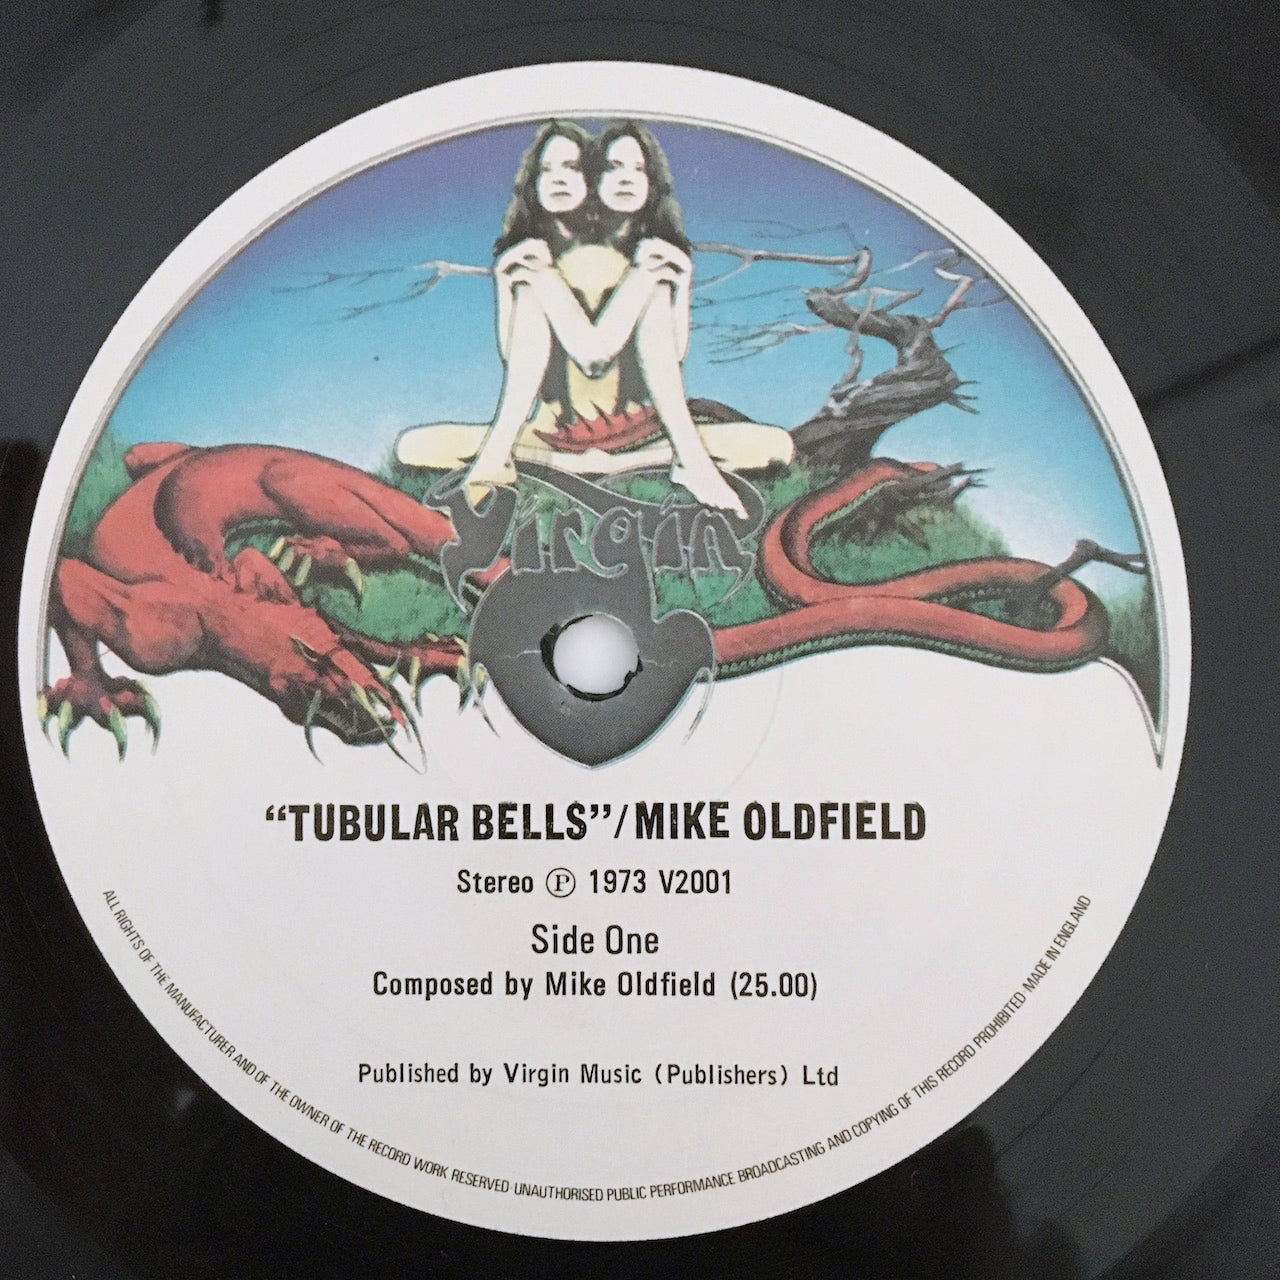 Virgin
“TUBULAR BELLS”/MIKE OLDFIELD
Stereo Ⓟ 1973 V2001
Side One
Composed by Mike Oldfield (25.00)
Published by Virgin Music (Publishers) Ltd
ALL RIGHTS OF THE MANUFACTURER AND OF THE OWNER OF THE RECORD WORK RESERVED·UNAUTHORISED PUBLIC PERFORMANCE BROADCASTING AND COPYING OF THIS RECORD PROHIBITED·MADE IN ENGLAND